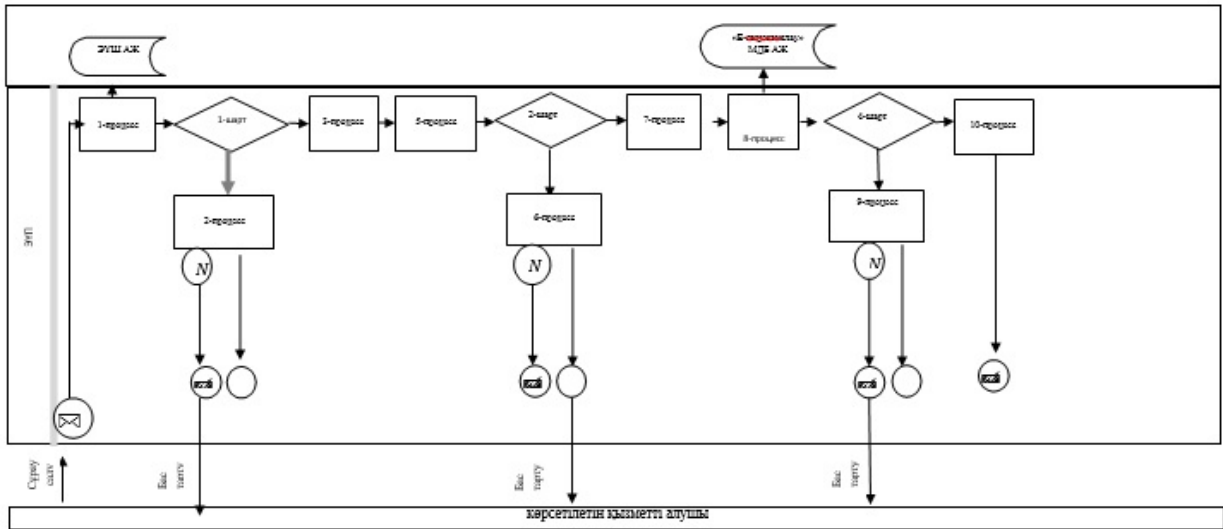 ЭҮШ АЖ
МДБ АЖ
1-процесс
1-шарт
3-процесс
5-процесс
2-шарт
7-процесс
8-процесс
4-шарт
10-процесс
2-процесс
6-процесс
9-процесс
N
N
N
Сұрау
салу
Бас
тарту
Бас
тарту
Бас
тарту
көрсетілетін қызметті алушы